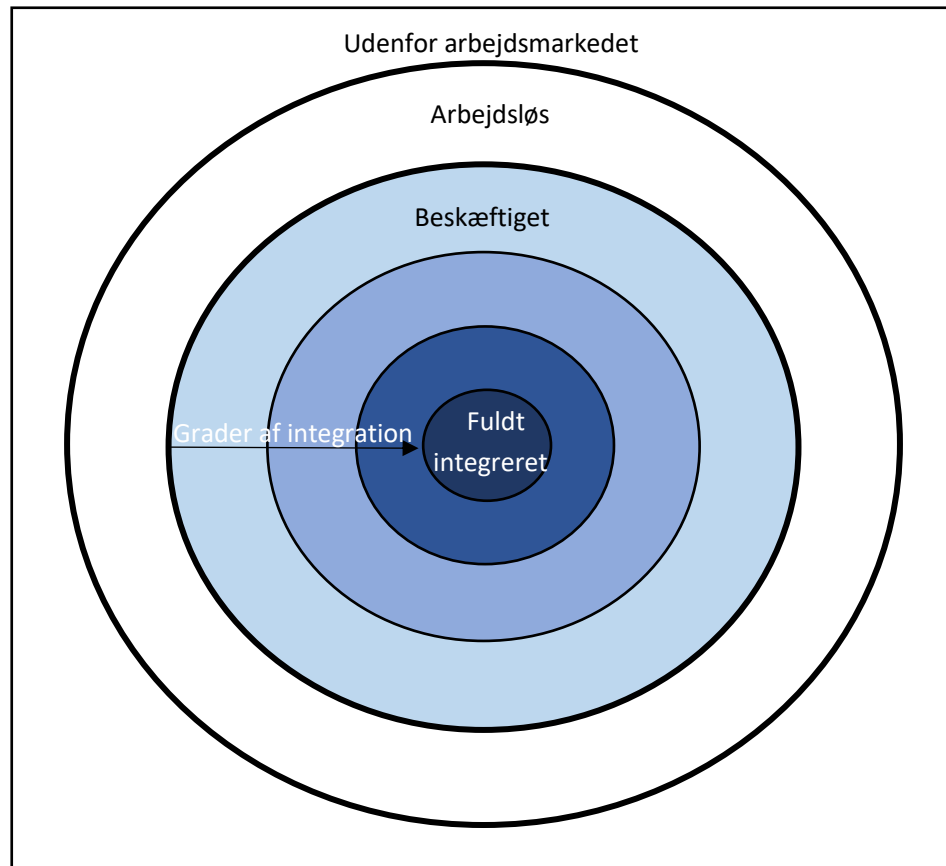 Udenfor arbejdsmarkedet
Arbejdsløs
Beskæftiget
Grader af integration
Fuldt
integreret